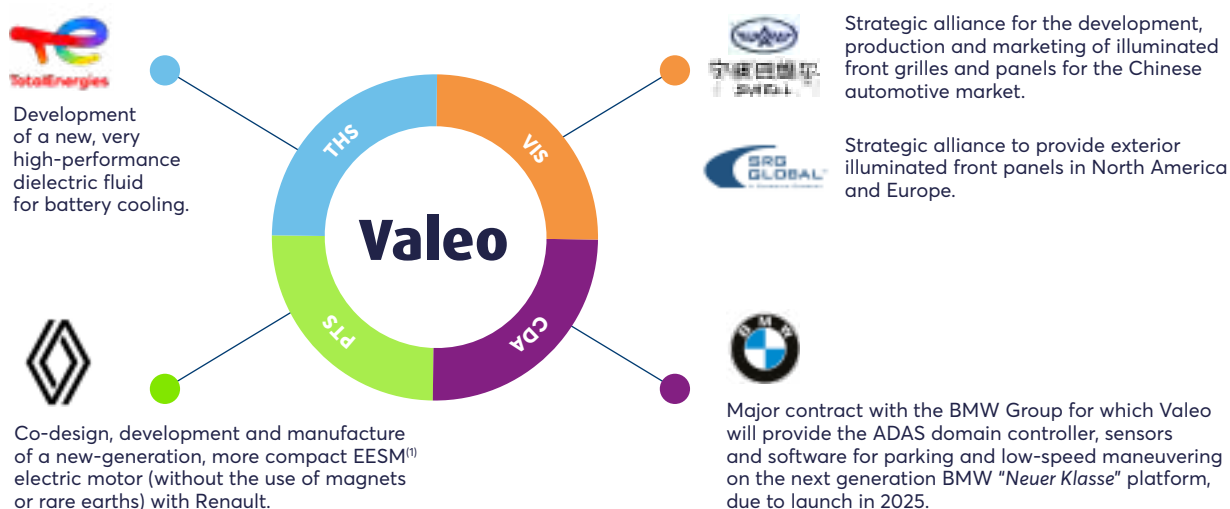 TotalEnergies
Development
of a new, very
high-performance
dielectric fluid
for battery cooling.
THS
VIS
PTS
CDA
Valeo
Strategic alliance for the development,
production and marketing of illuminated
front grilles and panels for the Chinese
automotive market.
SRG
GLOBAL
Strategic alliance to provide exterior
illuminated front panels in North America
and Europe.
Co-design, development and manufacture
of a new-generation, more compact EESM(1)
electric motor (without the use of magnets
or rare earths) with Renault.
BMW
Major contract with the BMW Group for which Valeo
will provide the ADAS domain controller, sensors
and software for parking and low-speed maneuvering
on the next generation BMW "Neuer Klasse" platform,
due to launch in 2025.